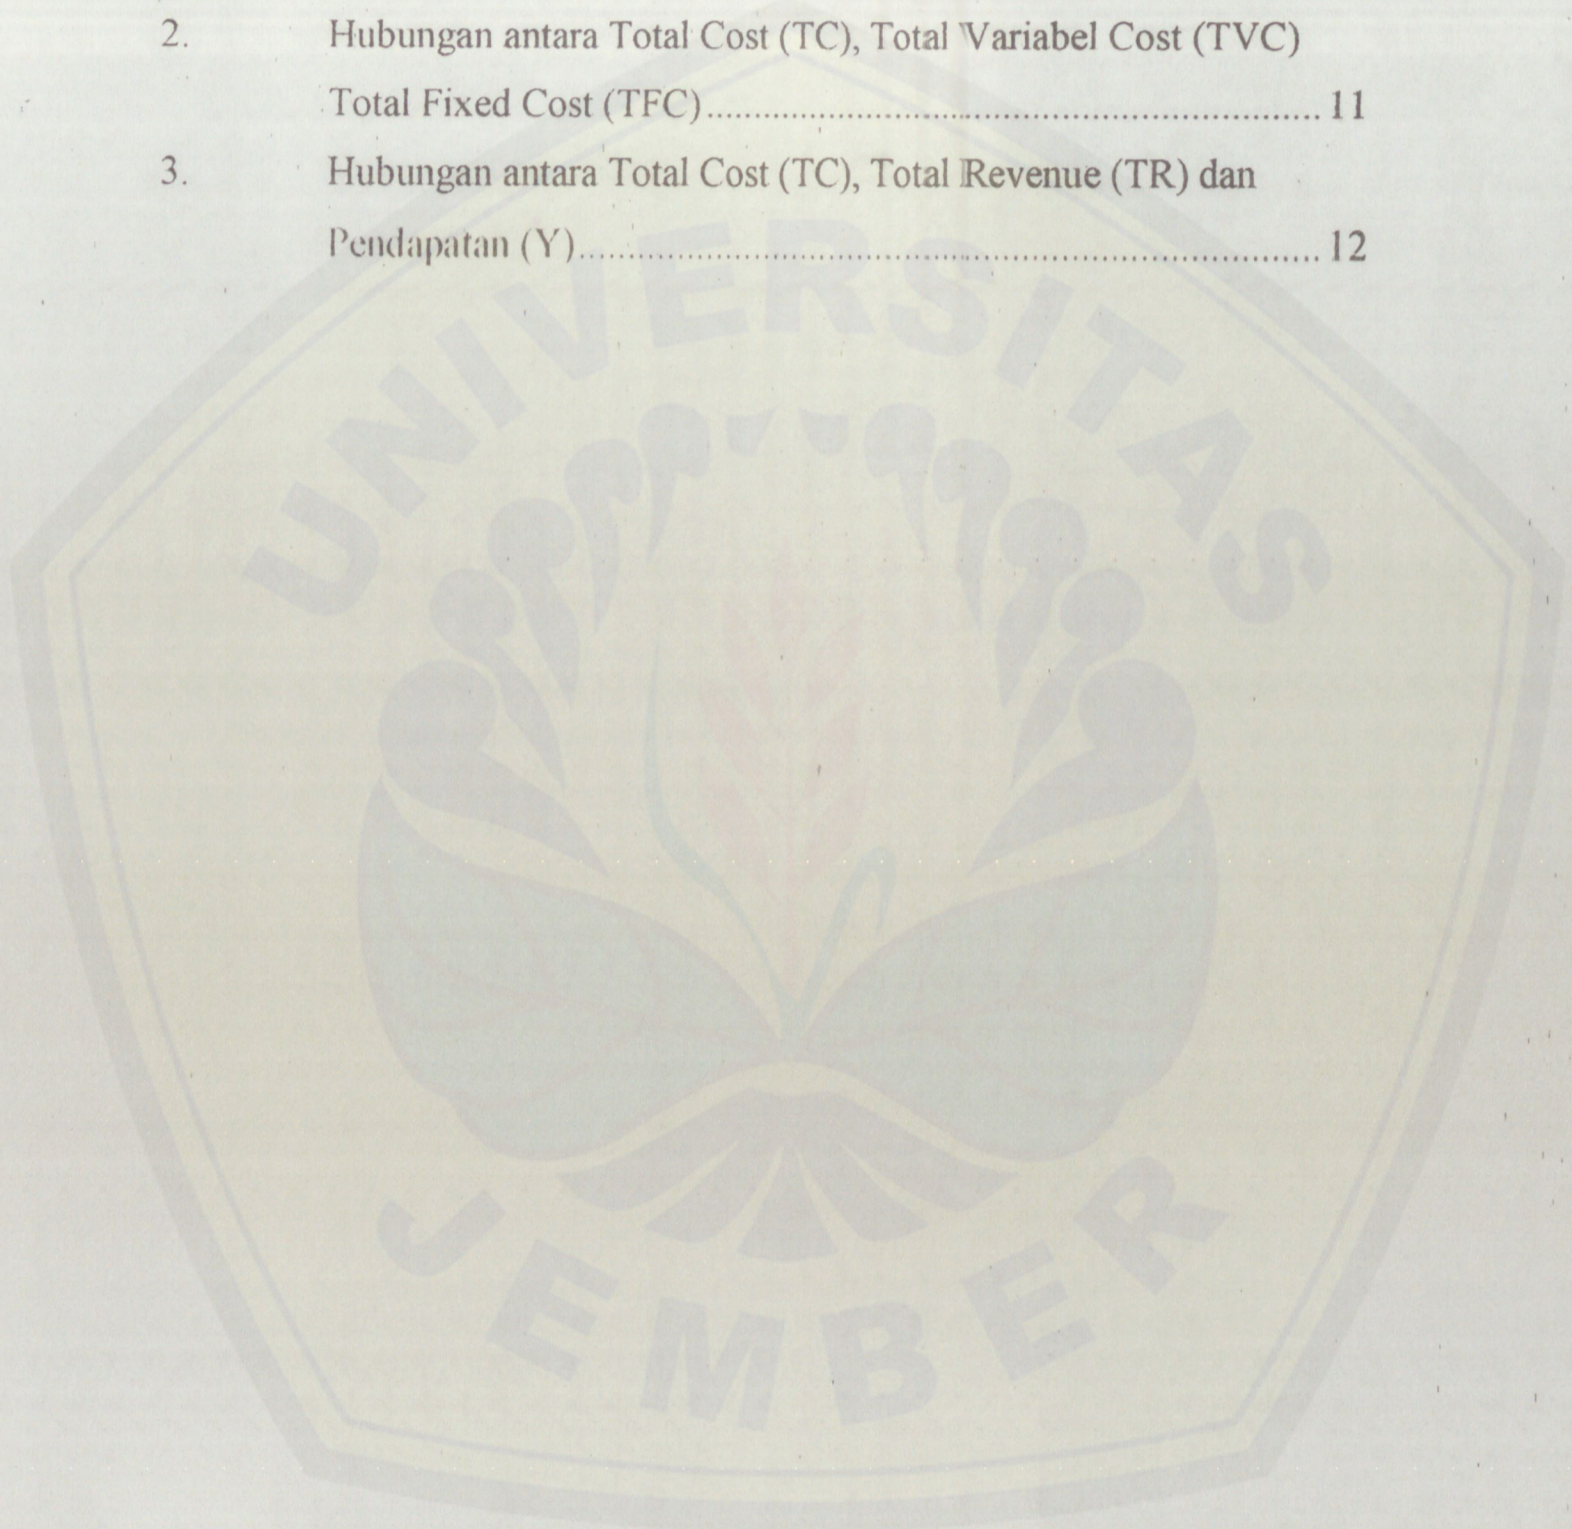 2. Hubungan antara Total Cost (TC), Total Variabel Cost (TVC)
Total Fixed Cost (TFC)........................................................................ 11
3. Hubungan antara Total Cost (TC), Total Revenue (TR) dan
Pendapatan (Y)........................................................................................ 12
UNIVERSITAS
JEMBER